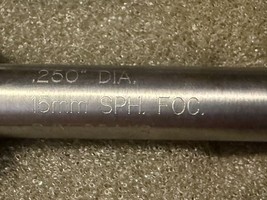 .250" DIA.
15mm SPH. FOC.